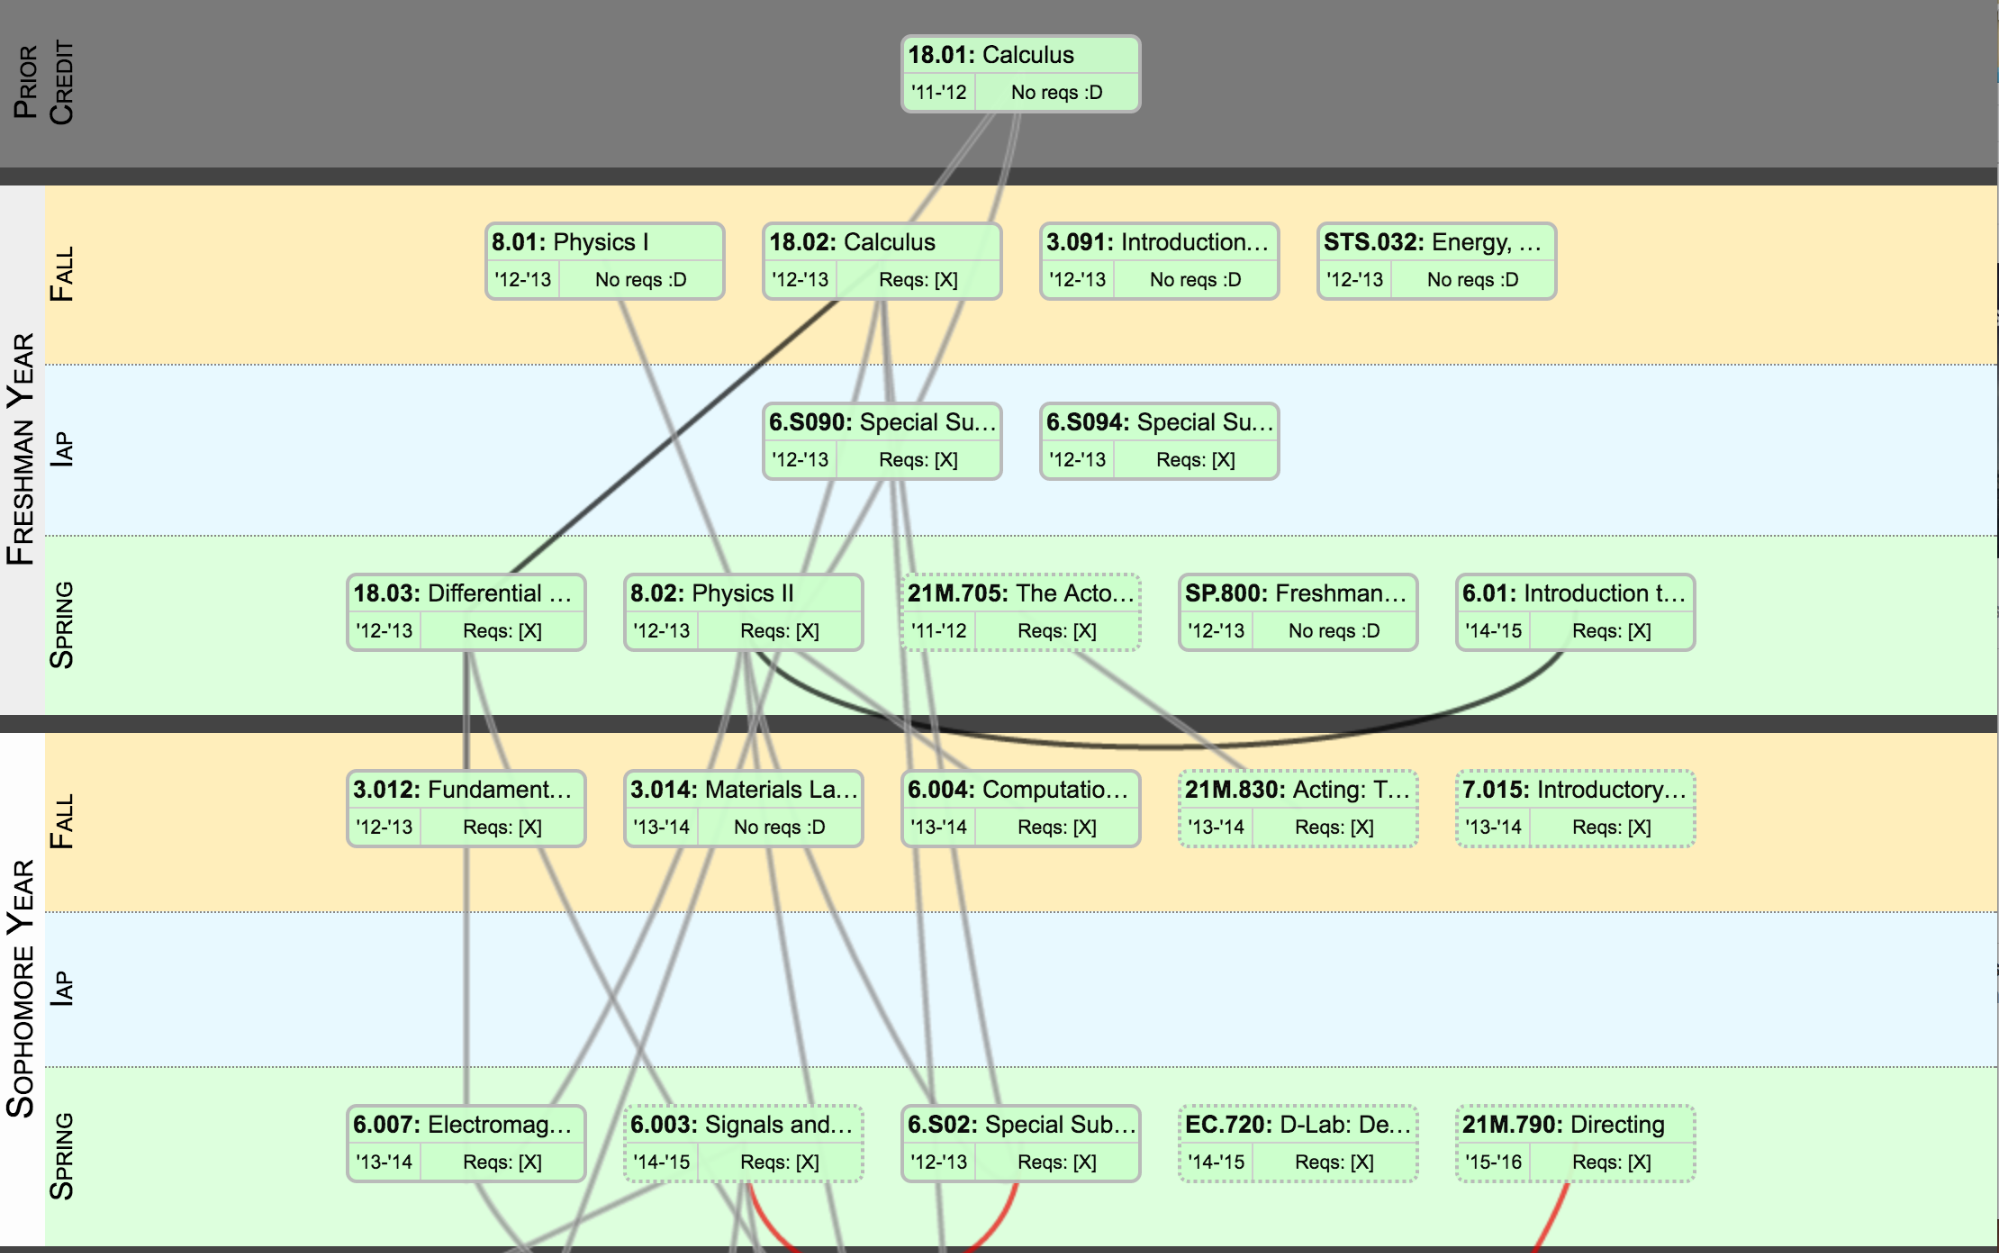 PRIOR
CREDIT
18.01: Calculus
'11-'12 No reqs :D
FRESHMAN YEAR
FALL
8.01: Physics I
'12-'13 No reqs :D
18.02: Calculus
'12-'13 Reqs: [X]
3.091: Introduction...
'12-'13 No reqs :D
STS.032: Energy, ...
'12-'13 No reqs :D
IAP
6.S090: Special Su...
'12-'13 Reqs: [X]
6.S094: Special Su...
'12-'13 Reqs: [X]
SPRING
18.03: Differential ...
'12-'13 Reqs: [X]
8.02: Physics II
'12-'13 Reqs: [X]
21M.705: The Acto...
'11-'12 Reqs: [X]
SP.800: Freshman...
'12-'13 No reqs :D
6.01: Introduction t...
'14-'15 Reqs: [X]
SOPHOMORE YEAR
FALL
3.012: Fundament...
'12-'13 Reqs: [X]
3.014: Materials La...
'13-'14 No reqs :D
6.004: Computatio...
'13-'14 Reqs: [X]
21M.830: Acting: T...
'13-'14 Reqs: [X]
7.015: Introductory...
'13-'14 Reqs: [X]
IAP
SPRING
6.007: Electromag...
'13-'14 Reqs: [X]
6.003: Signals and...
'14-'15 Reqs: [X]
6.S02: Special Sub...
'12-'13 Reqs: [X]
EC.720: D-Lab: De...
'14-'15 Reqs: [X]
21M.790: Directing
'15-'16 Reqs: [X]